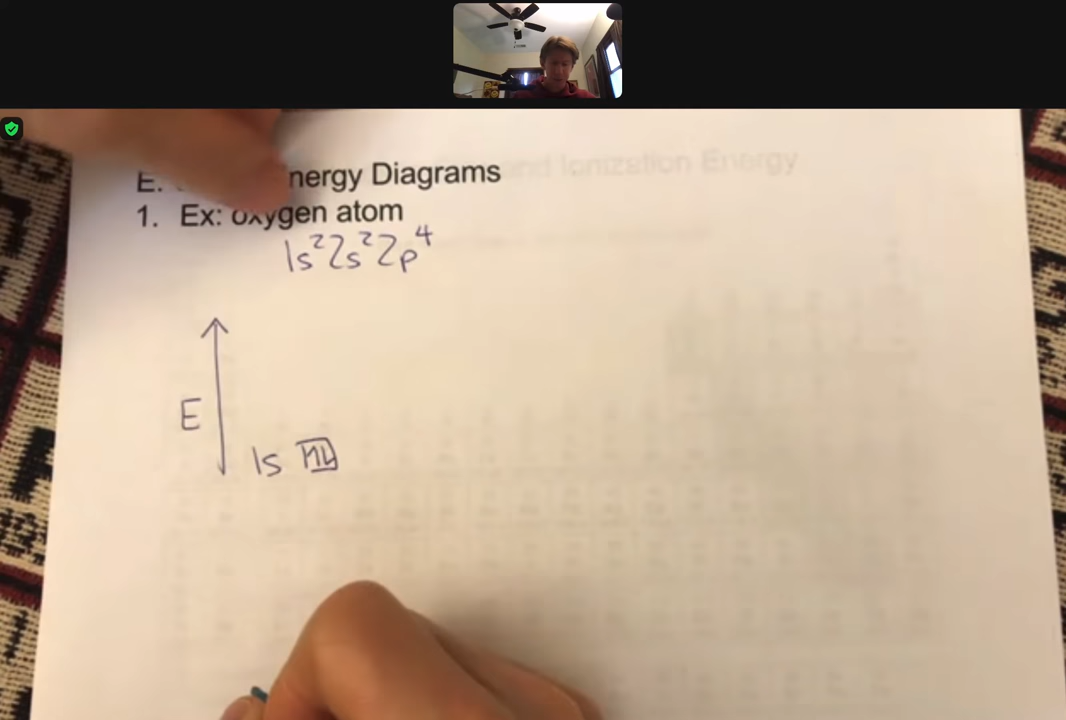 E. nergy Diagrams
1. Ex: oxygen atom
1s²2s²2p⁴
E
1s ↑↓